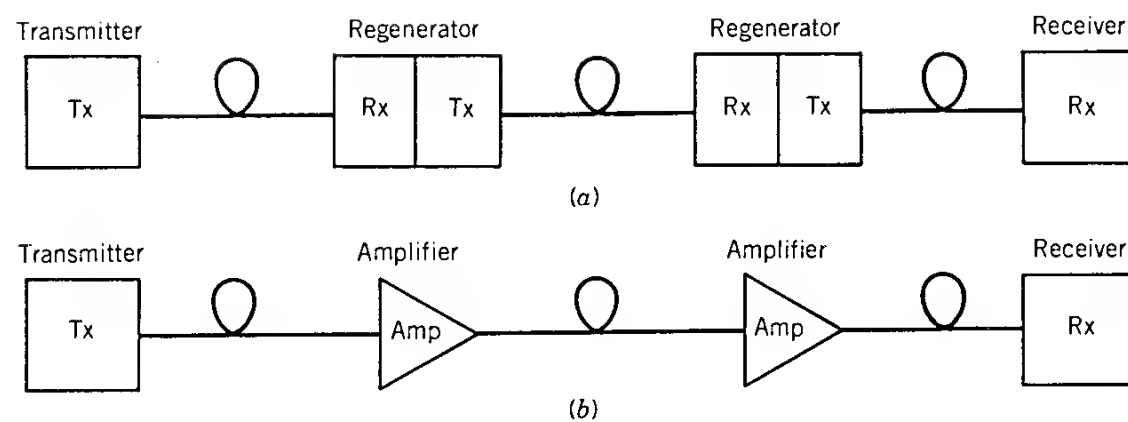 Transmitter Regenerator Regenerator Receiver
Tx Rx Tx Rx Tx Rx
(a)
Transmitter Amplifier Amplifier Receiver
Tx Amp Amp Rx
(b)